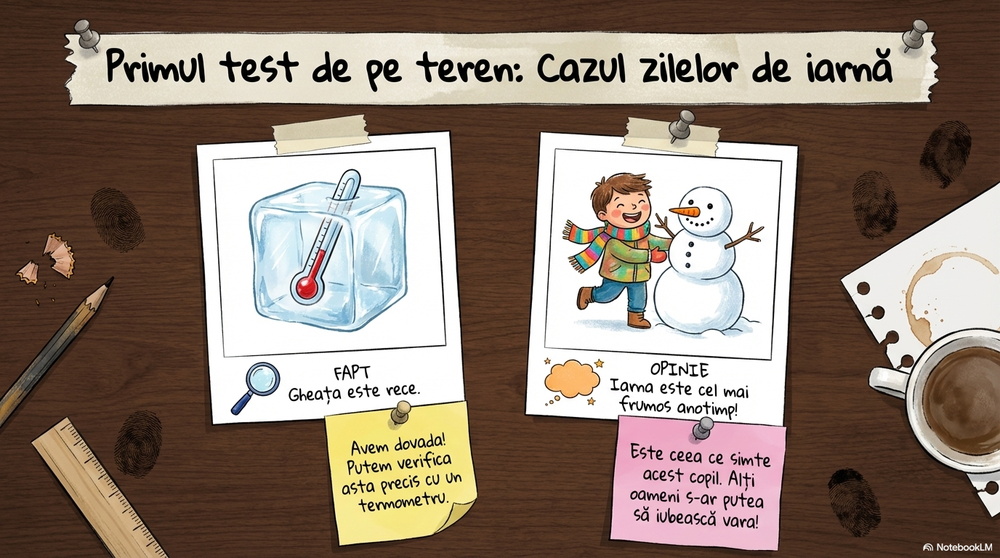 Primul test de pe teren: Cazul zilelor de iarnă
FAPT
Gheața este rece.
Avem dovada!
Putem verifica
asta precis cu un
termometru.
OPINIE
Iarna este cel mai
frumos anotimp!
Este ceea ce simte
acest copil. Alți
oameni s-ar putea
să iubească vara!
NotebookLM